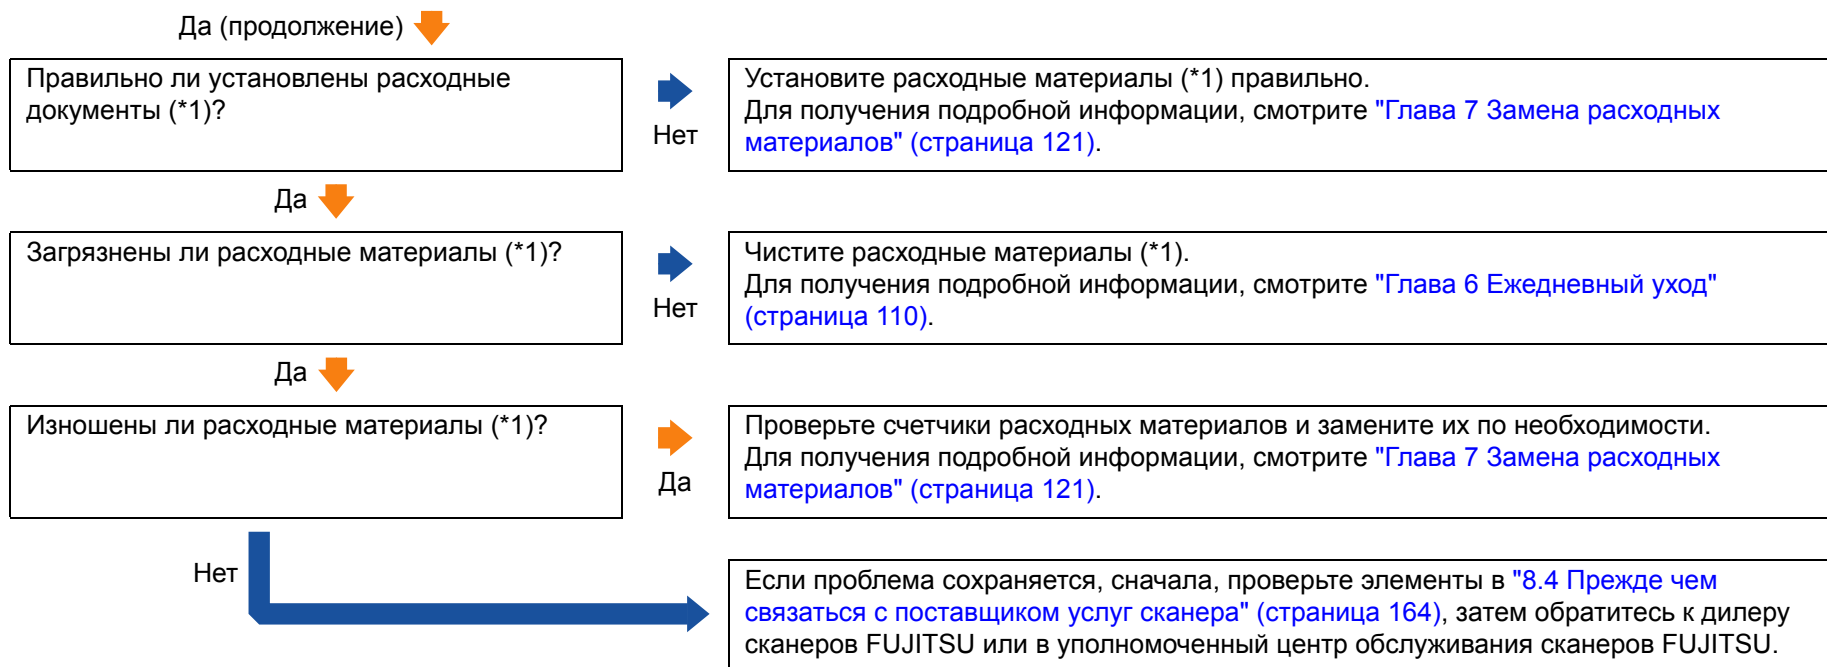 Да (продолжение)
Правильно ли установлены расходные
документы (*1)?
Нет
Установите расходные материалы (*1) правильно.
Для получения подробной информации, смотрите "Глава 7 Замена расходных
материалов" (страница 121).
Да
Загрязнены ли расходные материалы (*1)?
Нет
Чистите расходные материалы (*1).
Для получения подробной информации, смотрите "Глава 6 Ежедневный уход"
(страница 110).
Да
Изношены ли расходные материалы (*1)?
Да
Проверьте счетчики расходных материалов и замените их по необходимости.
Для получения подробной информации, смотрите "Глава 7 Замена расходных
материалов" (страница 121).
Нет
Если проблема сохраняется, сначала, проверьте элементы в "8.4 Прежде чем
связаться с поставщиком услуг сканера" (страница 164), затем обратитесь к дилеру
сканеров FUJITSU или в уполномоченный центр обслуживания сканеров FUJITSU.